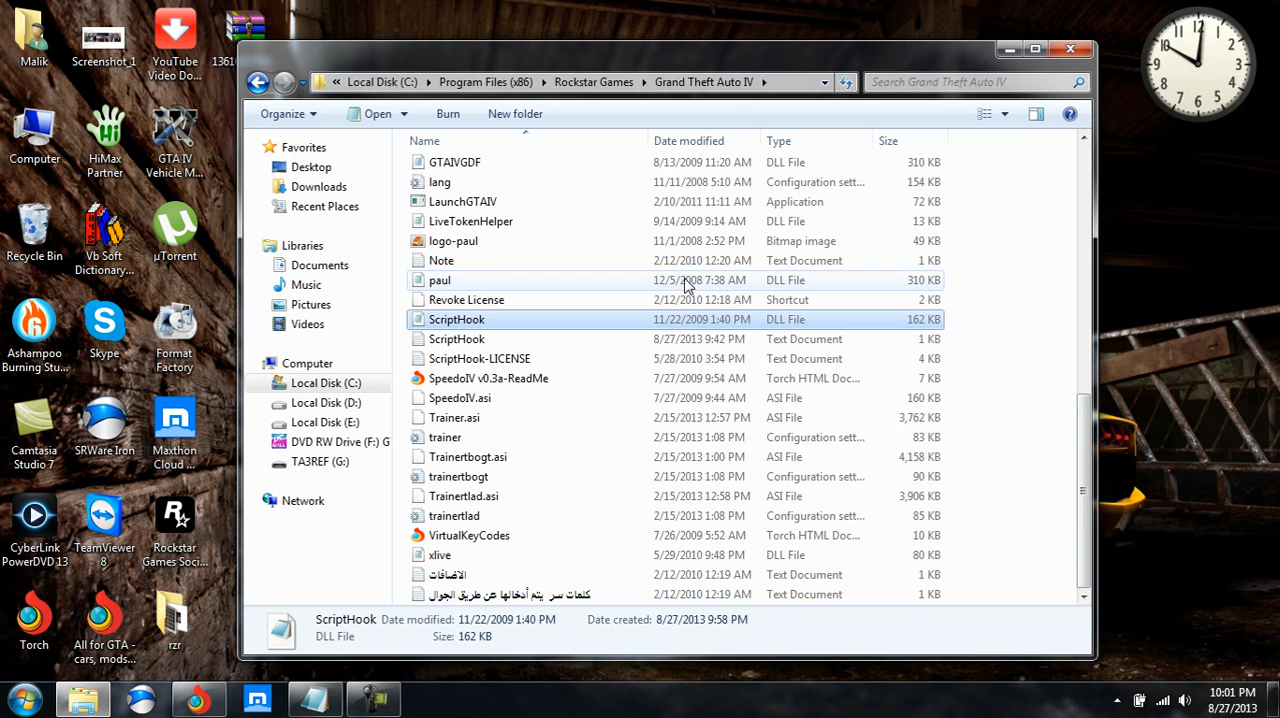 Malik
Screenshot_1
YouTube
Video Do...
Computer
HiMax
Partner
GTA IV
Vehicle M...
Recycle Bin
Vb Soft
Dictionary...
µTorrent
Ashampoo
Burning Stu...
Skype
Format
Factory
Camtasia
Studio 7
SRWare Iron
Maxthon
Cloud ...
CyberLink
PowerDVD 13
TeamViewer
8
Rockstar
Games Soci...
Torch
All for GTA -
cars, mods...
rzr
« Local Disk (C:) Program Files (x86) Rockstar Games Grand Theft Auto IV Search Grand Theft Auto IV
Organize Open Burn New folder
Favorites
Desktop
Downloads
Recent Places
Libraries
Documents
Music
Pictures
Videos
Computer
Local Disk (C:)
Local Disk (D:)
Local Disk (E:)
DVD RW Drive (F:) G
TA3REF (G:)
Network
Name Date modified Type Size
GTAIVGDF 8/13/2009 11:20 AM DLL File 310 KB
lang 11/11/2008 5:10 AM Configuration sett... 154 KB
LaunchGTAIV 2/10/2011 11:11 AM Application 72 KB
LiveTokenHelper 9/14/2009 9:14 AM DLL File 13 KB
logo-paul 11/1/2008 2:52 PM Bitmap image 49 KB
Note 2/12/2010 12:20 AM Text Document 1 KB
paul 12/5/2008 7:38 AM DLL File 310 KB
Revoke License 2/12/2010 12:18 AM Shortcut 2 KB
ScriptHook 11/22/2009 1:40 PM DLL File 162 KB
ScriptHook 8/27/2013 9:42 PM Text Document 1 KB
ScriptHook-LICENSE 5/28/2010 3:54 PM Text Document 4 KB
SpeedoIV v0.3a-ReadMe 7/27/2009 9:54 AM Torch HTML Doc... 7 KB
SpeedoIV.asi 7/27/2009 9:44 AM ASI File 160 KB
Trainer.asi 2/15/2013 12:57 PM ASI File 3,762 KB
trainer 2/15/2013 1:08 PM Configuration sett... 83 KB
Trainertbogt.asi 2/15/2013 1:00 PM ASI File 4,158 KB
trainertbogt 2/15/2013 1:08 PM Configuration sett... 90 KB
Trainertlad.asi 2/15/2013 12:58 PM ASI File 3,906 KB
trainertlad 2/15/2013 1:08 PM Configuration sett... 85 KB
VirtualKeyCodes 7/26/2009 5:52 AM Torch HTML Doc... 10 KB
xlive 5/29/2010 9:48 PM DLL File 80 KB
الاضافات 2/12/2010 12:19 AM Text Document 1 KB
كلمات سر يتم أدخالها عن طريق الجوال 2/12/2010 12:19 AM Text Document 1 KB
ScriptHook Date modified: 11/22/2009 1:40 PM Date created: 8/27/2013 9:58 PM
DLL File Size: 162 KB
12 1 2 3 4 5 6 7 8 9 10 11
10:01 PM
8/27/2013